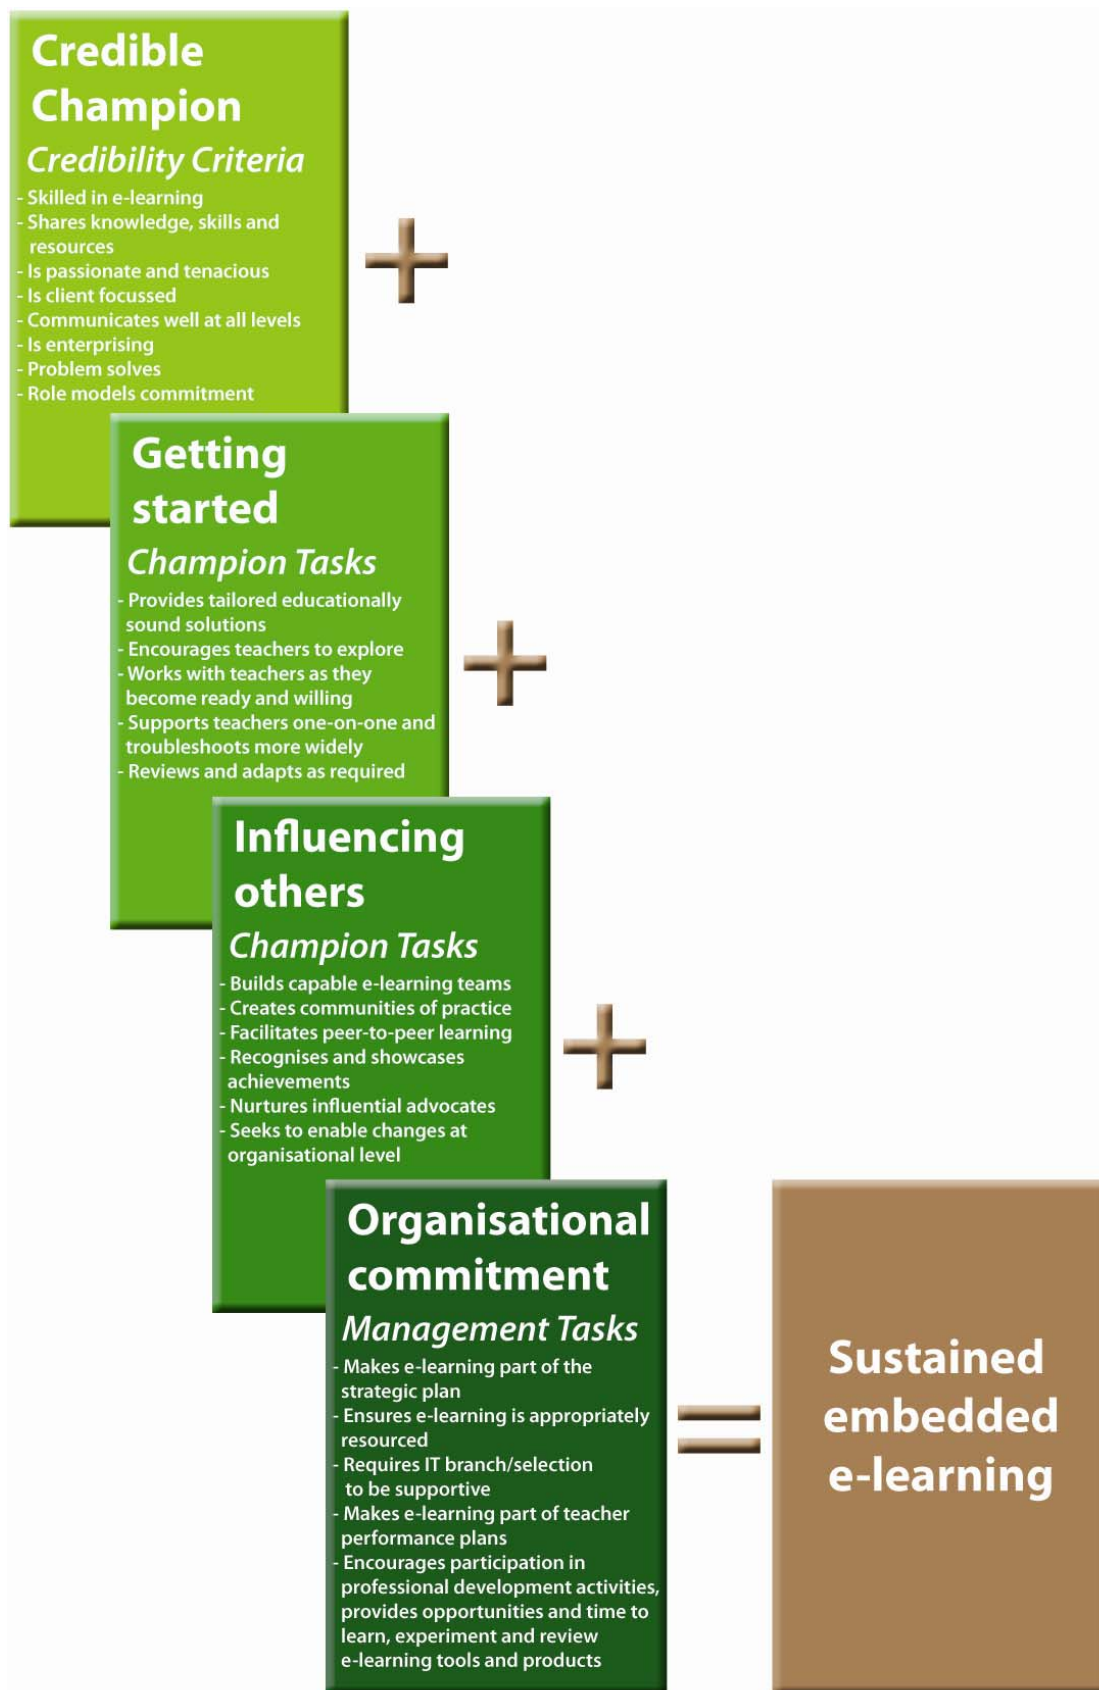 Credible
Champion
Credibility Criteria
- Skilled in e-learning
- Shares knowledge, skills and
resources
- Is passionate and tenacious
- Is client focussed
- Communicates well at all levels
- Is enterprising
- Problem solves
- Role models commitment
+
Getting
started
Champion Tasks
- Provides tailored educationally
sound solutions
- Encourages teachers to explore
- Works with teachers as they
become ready and willing
- Supports teachers one-on-one and
troubleshoots more widely
- Reviews and adapts as required
+
Influencing
others
Champion Tasks
- Builds capable e-learning teams
- Creates communities of practice
- Facilitates peer-to-peer learning
- Recognises and showcases
achievements
- Nurtures influential advocates
- Seeks to enable changes at
organisational level
+
Organisational
commitment
Management Tasks
- Makes e-learning part of the
strategic plan
- Ensures e-learning is appropriately
resourced
- Requires IT branch/selection
to be supportive
- Makes e-learning part of teacher
performance plans
- Encourages participation in
professional development activities,
provides opportunities and time to
learn, experiment and review
e-learning tools and products
=
Sustained
embedded
e-learning